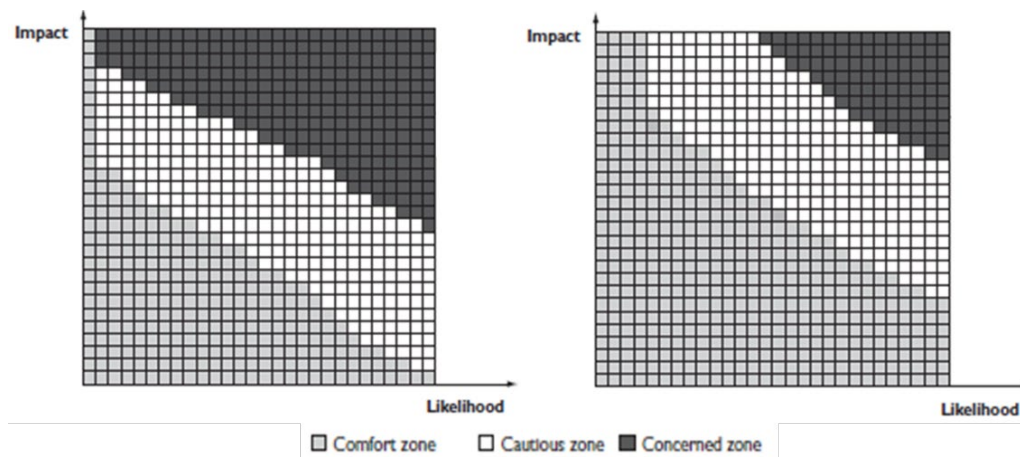 Impact
Impact
Likelihood
Likelihood
Comfort zone Cautious zone Concerned zone